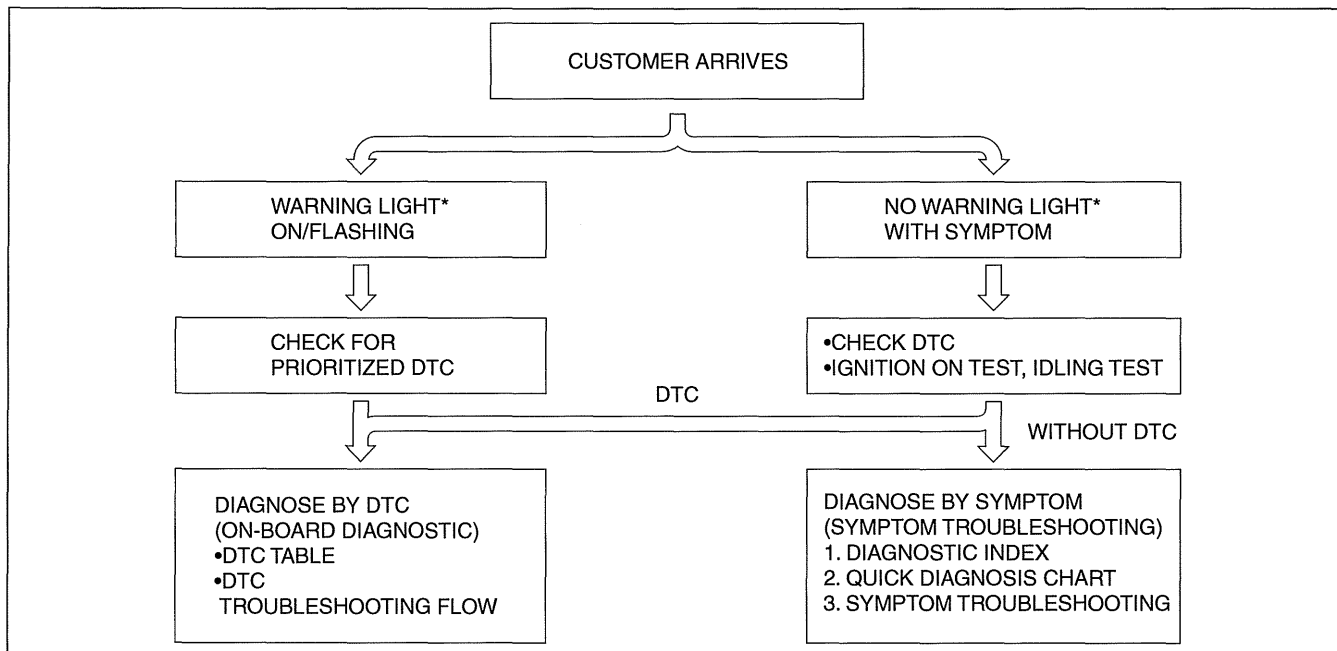 CUSTOMER ARRIVES
WARNING LIGHT*
ON/FLASHING
NO WARNING LIGHT*
WITH SYMPTOM
CHECK FOR
PRIORITIZED DTC
•CHECK DTC
•IGNITION ON TEST, IDLING TEST
DTC
WITHOUT DTC
DIAGNOSE BY DTC
(ON-BOARD DIAGNOSTIC)
•DTC TABLE
•DTC
TROUBLESHOOTING FLOW
DIAGNOSE BY SYMPTOM
(SYMPTOM TROUBLESHOOTING)
1. DIAGNOSTIC INDEX
2. QUICK DIAGNOSIS CHART
3. SYMPTOM TROUBLESHOOTING